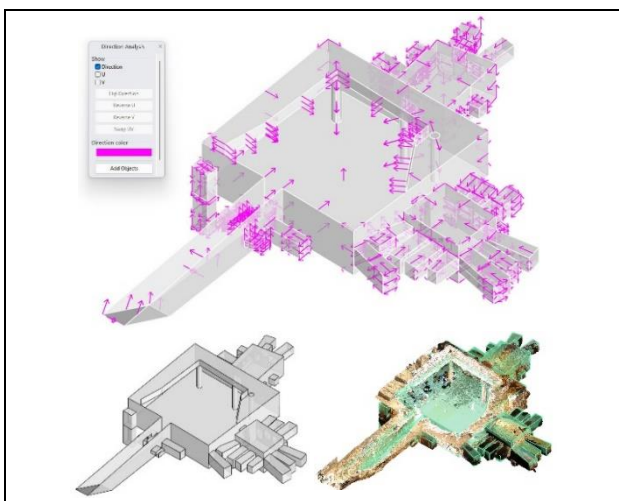 Direction Analysis
Show
Direction
U
V
Flip Direction
Reverse U
Reverse V
Swap UV
Direction color
Add Objects